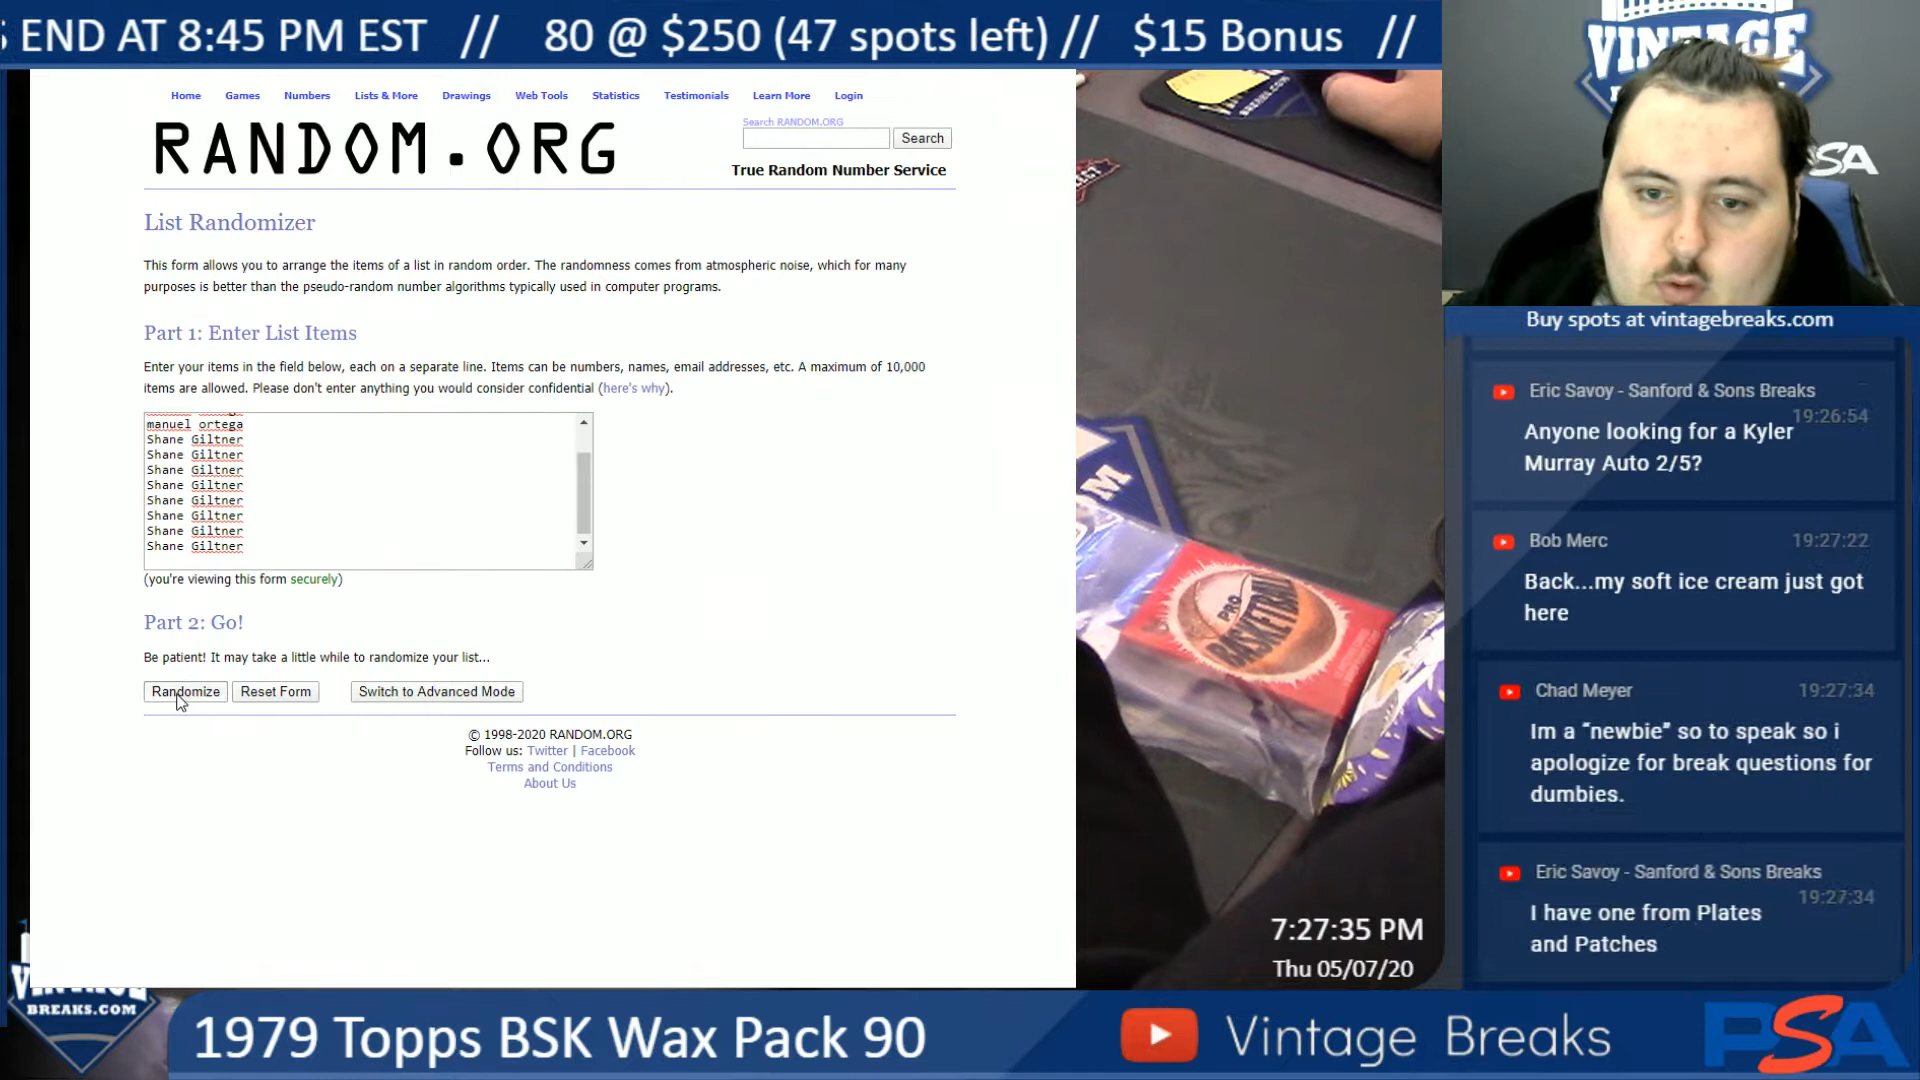 END AT 8:45 PM EST // 80 @ $250 (47 spots left) // $15 Bonus //
Home Games Numbers Lists & More Drawings Web Tools Statistics Testimonials Learn More Login
RANDOM.ORG
Search RANDOM.ORG
Search
True Random Number Service
List Randomizer
This form allows you to arrange the items of a list in random order. The randomness comes from atmospheric noise, which for many
purposes is better than the pseudo-random number algorithms typically used in computer programs.
Part 1: Enter List Items
Enter your items in the field below, each on a separate line. Items can be numbers, names, email addresses, etc. A maximum of 10,000
items are allowed. Please don't enter anything you would consider confidential (here's why).
manuel ortega
Shane Giltner
Shane Giltner
Shane Giltner
Shane Giltner
Shane Giltner
Shane Giltner
Shane Giltner
Shane Giltner
(you're viewing this form securely)
Part 2: Go!
Be patient! It may take a little while to randomize your list...
Randomize Reset Form Switch to Advanced Mode
© 1998-2020 RANDOM.ORG
Follow us: Twitter | Facebook
Terms and Conditions
About Us
PRO
BASKETBALL
7:27:35 PM
Thu 05/07/20
VINTAGE
PSA
Buy spots at vintagebreaks.com
Eric Savoy - Sanford & Sons Breaks
19:26:54
Anyone looking for a Kyler
Murray Auto 2/5?
Bob Merc 19:27:22
Back...my soft ice cream just got
here
Chad Meyer 19:27:34
Im a “newbie” so to speak so i
apologize for break questions for
dumbies.
Eric Savoy - Sanford & Sons Breaks
19:27:34
I have one from Plates
and Patches
VINTAGE
BREAKS.COM
1979 Topps BSK Wax Pack 90
Vintage Breaks
PSA